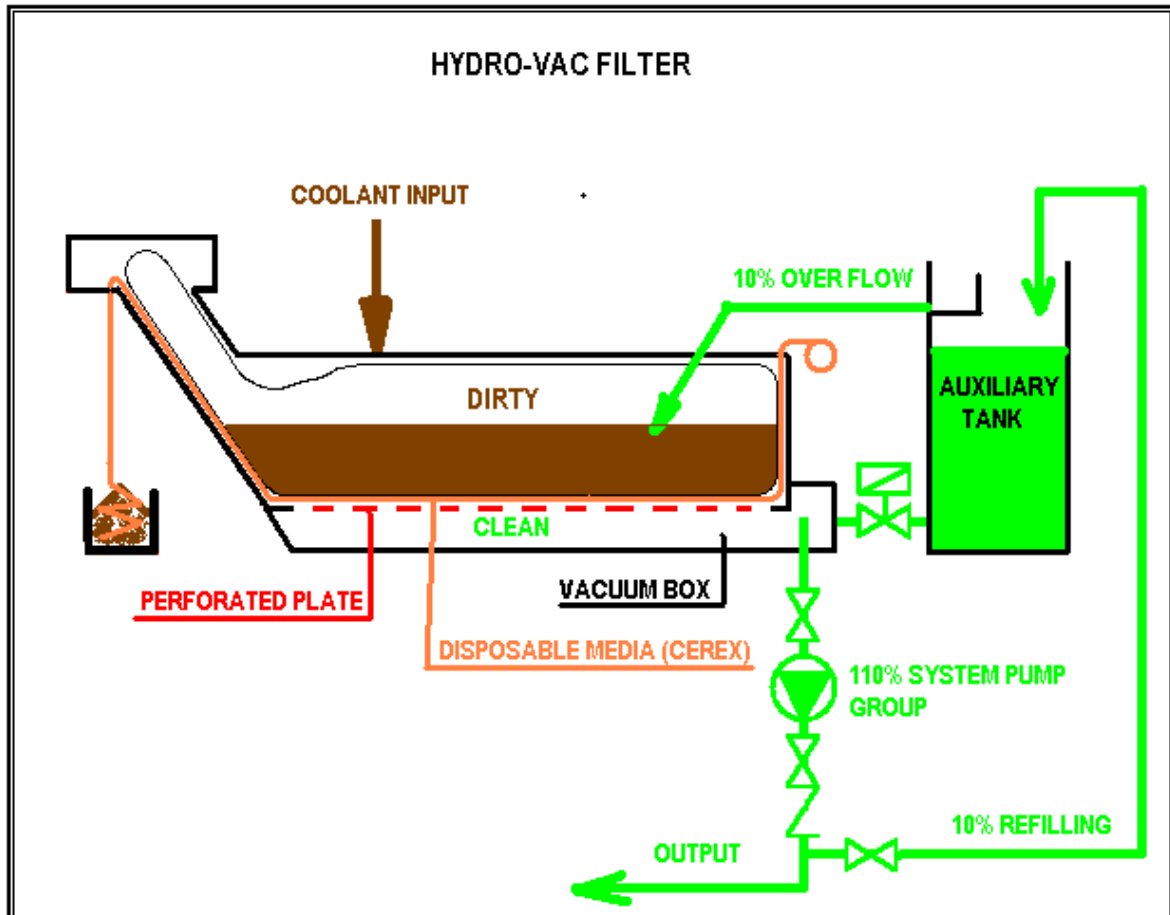 HYDRO-VAC FILTER
COOLANT INPUT
10% OVER FLOW
DIRTY
AUXILIARY
TANK
CLEAN
PERFORATED PLATE
VACUUM BOX
DISPOSABLE MEDIA (CEREX)
110% SYSTEM PUMP
GROUP
10% REFILLING
OUTPUT